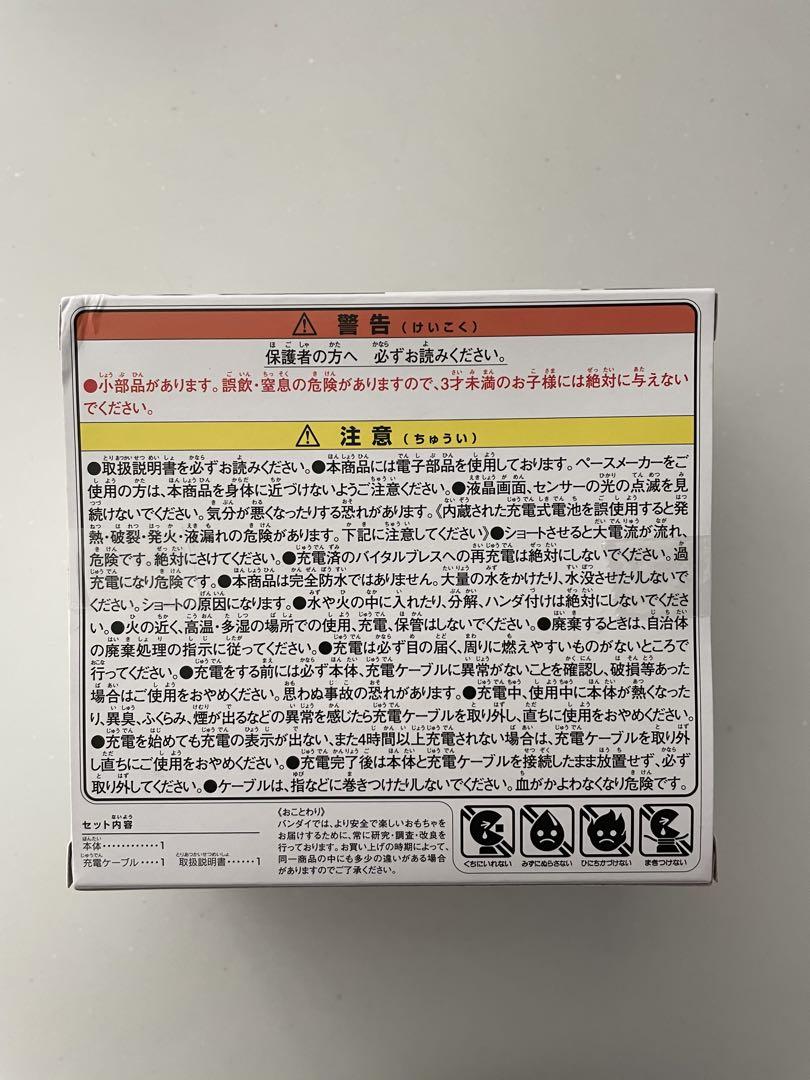 ⚠ 警告(けいこく)
保護者の方へ 必ずお読みください。
●小部品があります。誤飲・窒息の危険がありますので、3才未満のお子様には絶対に与えない
でください。
⚠ 注意(ちゅうい)
●取扱説明書を必ずお読みください。●本商品には電子部品を使用しております。ペースメーカーをご
使用の方は、本商品を身体に近づけないようご注意ください。●液晶画面、センサーの光の点滅を見
続けないでください。気分が悪くなったりする恐れがあります。《内蔵された充電式電池を誤使用すると発
熱・破裂・発火・液漏れの危険があります。下記に注意してください》●ショートさせると大電流が流れ、
危険です。絶対にさけてください。●充電済のバイタルブレスへの再充電は絶対にしないでください。過
充電になり危険です。●本商品は完全防水ではありません。大量の水をかけたり、水没させたりしないで
ください。ショートの原因になります。●水や火の中に入れたり、分解、ハンダ付けは絶対にしないでくださ
い。●火の近く、高温・多湿の場所での使用、充電、保管はしないでください。●廃棄するときは、自治体
の廃棄処理の指示に従ってください。●充電は必ず目の届く、周りに燃えやすいものがないところで
行ってください。●充電をする前には必ず本体、充電ケーブルに異常がないことを確認し、破損等あった
場合はご使用をおやめください。思わぬ事故の恐れがあります。●充電中、使用中に本体が熱くなった
り、異臭、ふくらみ、煙が出るなどの異常を感じたら充電ケーブルを取り外し、直ちに使用をおやめください。
●充電を始めても充電の表示が出ない、また4時間以上充電されない場合は、充電ケーブルを取り外
し直ちにご使用をおやめください。●充電完了後は本体と充電ケーブルを接続したまま放置せず、必ず
取り外してください。●ケーブルは、指などに巻きつけたりしないでください。血がかよわなくなり危険です。
セット内容
本体…………1
充電ケーブル…1 取扱説明書……1
《おことわり》
バンダイでは、より安全で楽しいおもちゃを
お届けするために、常に研究・調査・改良を
行っております。お買い上げの時期によって、
同一商品の中にも多少の違いがある場合
がありますのでご了承ください。
くちにいれない
みずにぬらさない
ひにちかづけない
まきつけない